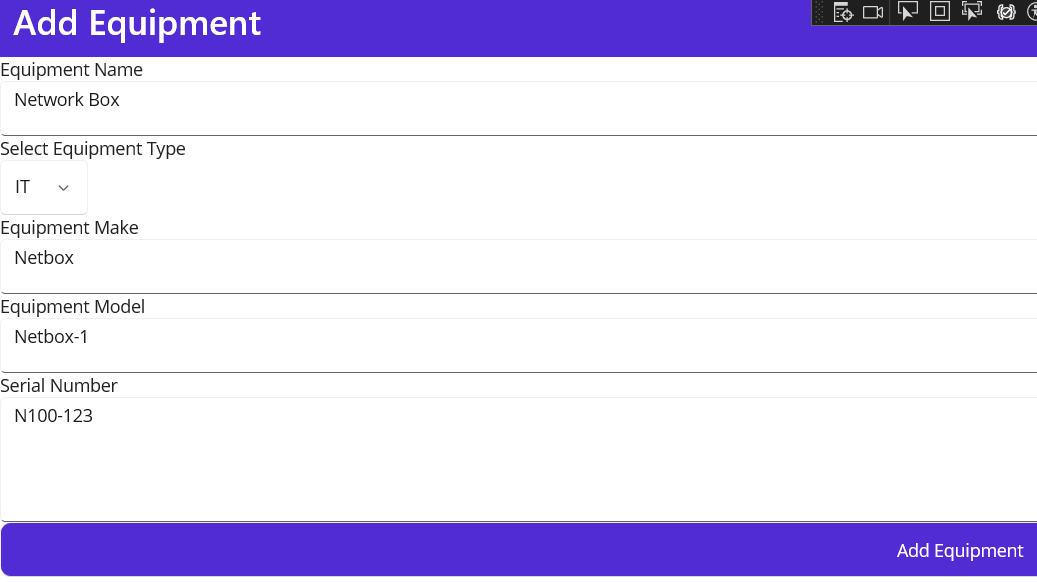 Add Equipment
Equipment Name
Network Box
Select Equipment Type
IT
Equipment Make
Netbox
Equipment Model
Netbox-1
Serial Number
N100-123
Add Equipment